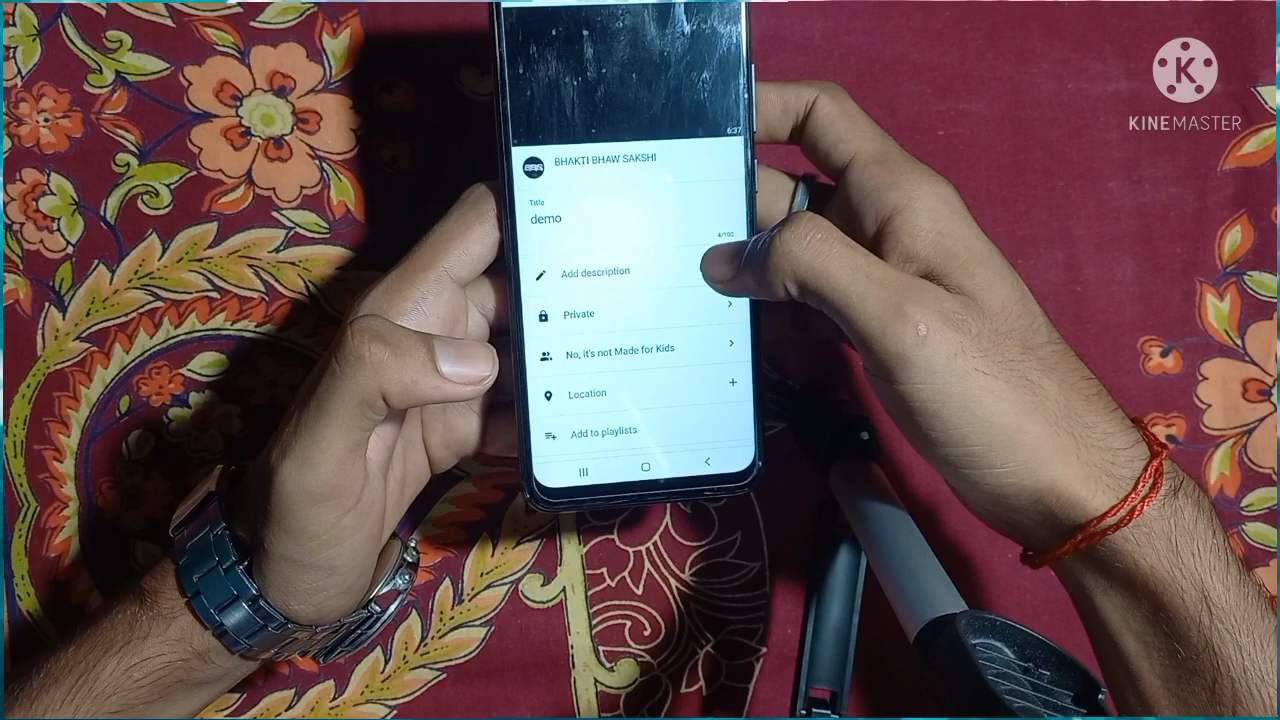 K
KINEMASTER
6:37
BBS
BHAKTI BHAW SAKSHI
Title
demo
4/100
Add description
Private
No, it's not Made for Kids
Location
Add to playlists